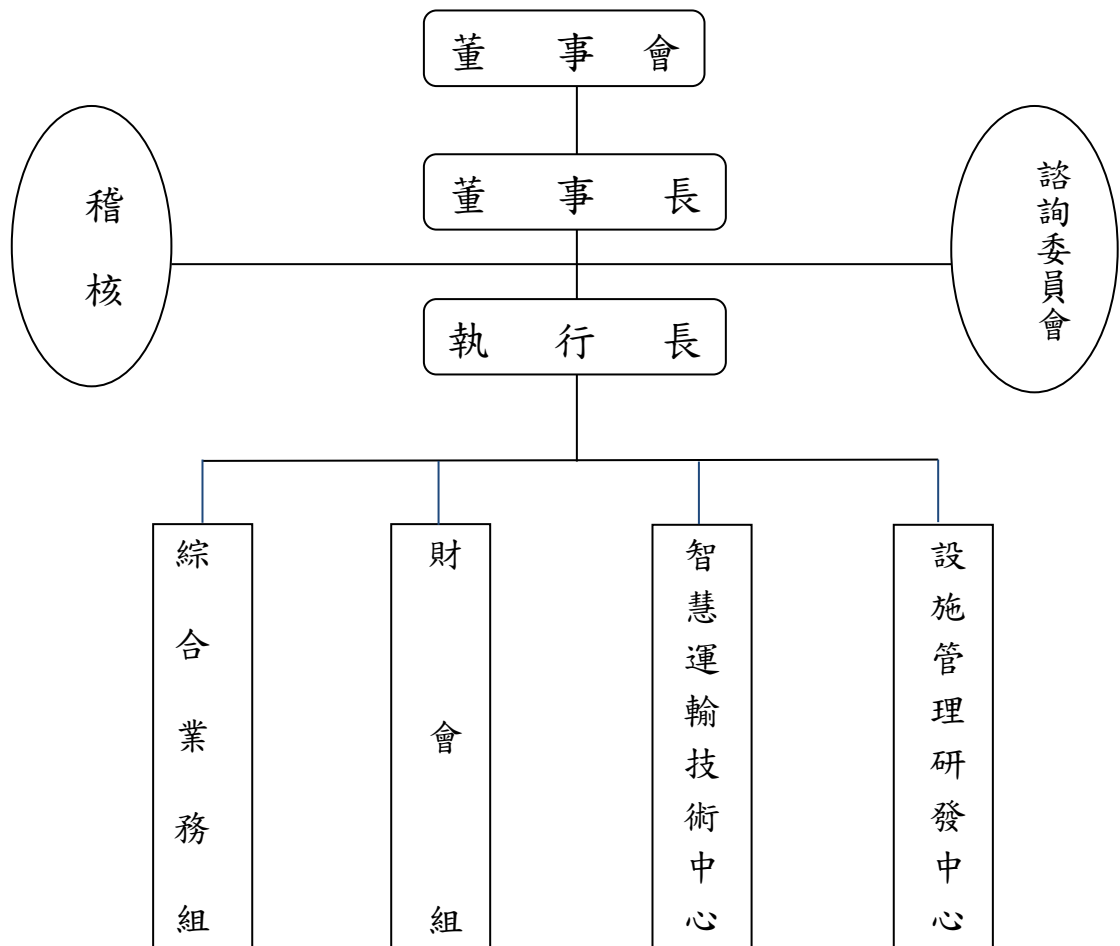 董事會
稽核
董事長
諮詢委員會
執行長
綜合業務組
財會組
智慧運輸技術中心
設施管理研發中心